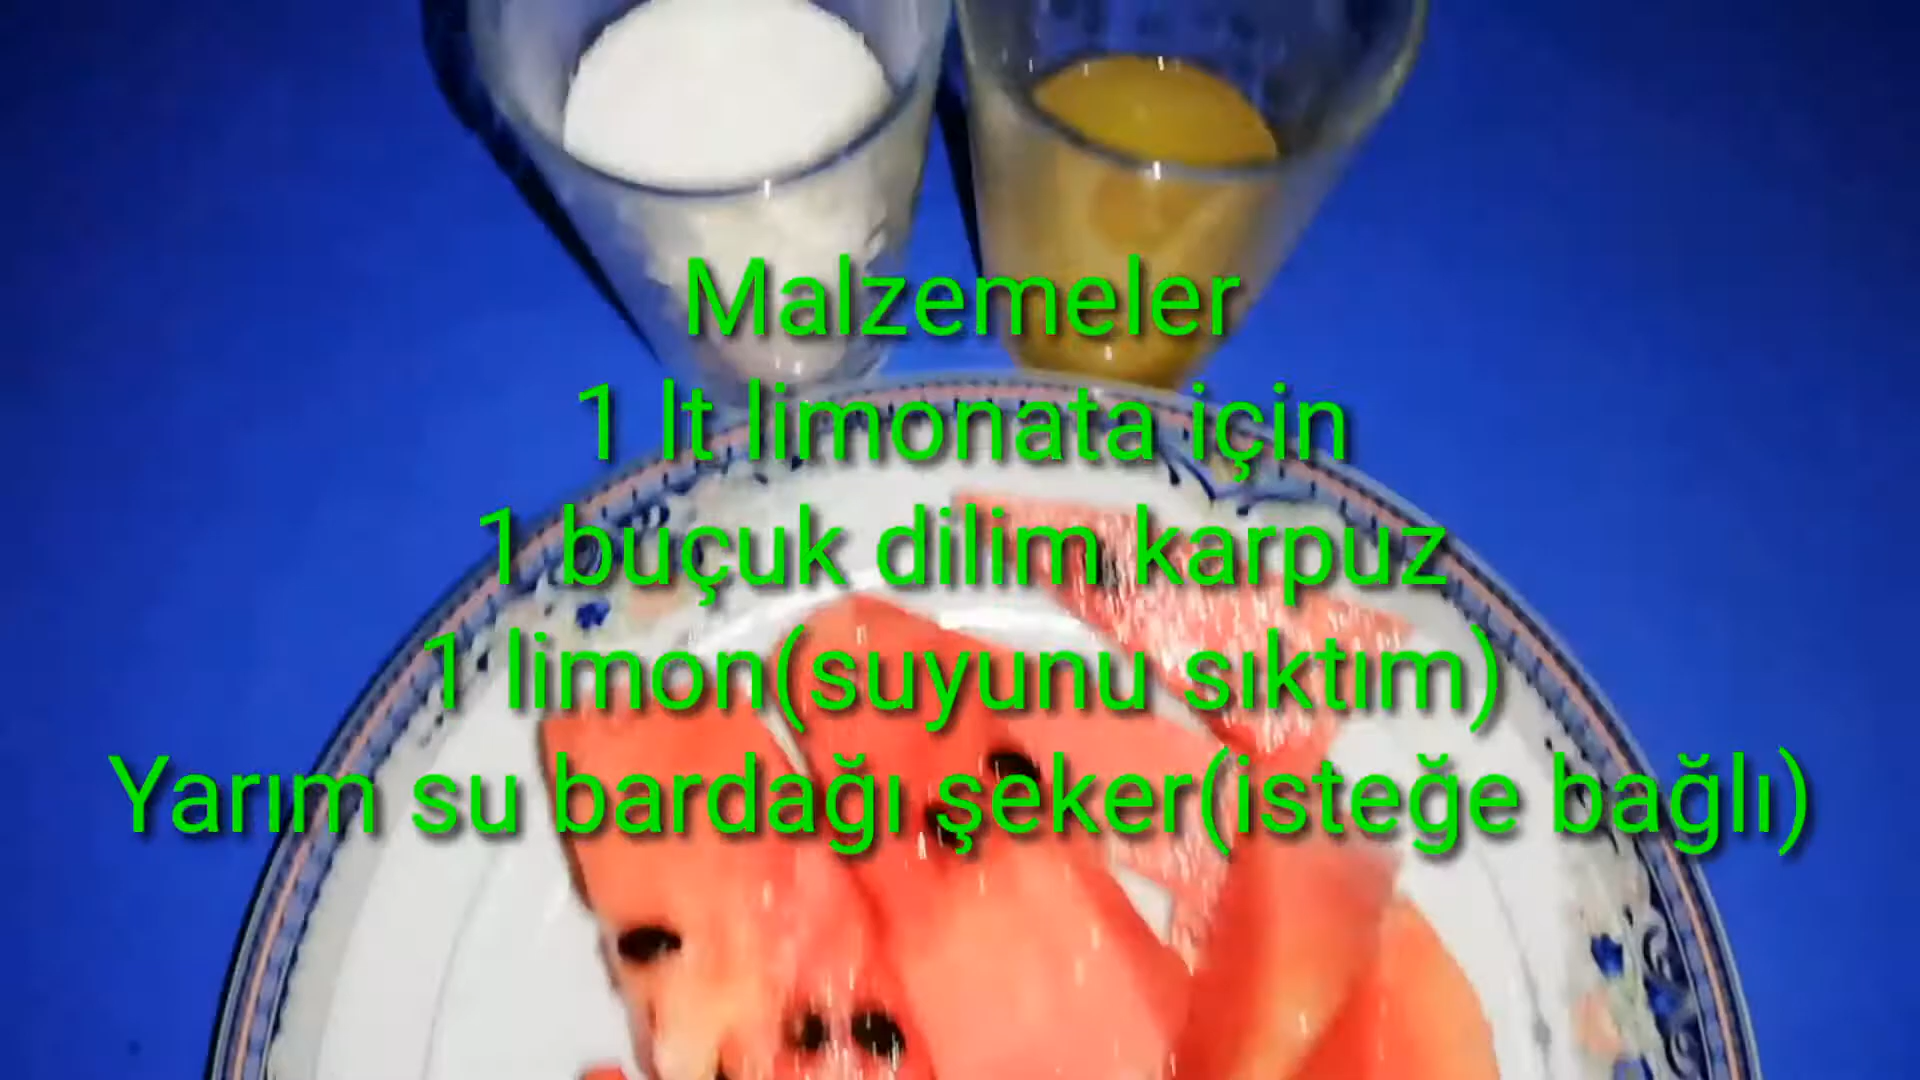 Malzemeler
1 lt limonata için
1 buçuk dilim karpuz
1 limon(suyunu sıktım)
Yarım su bardağı şeker(isteğe bağlı)